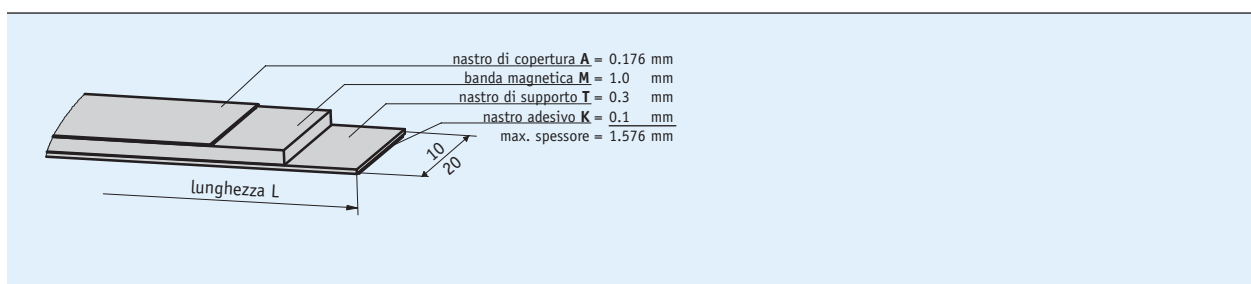 nastro di copertura A = 0.176 mm
banda magnetica M = 1.0 mm
nastro di supporto T = 0.3 mm
nastro adesivo K = 0.1 mm
max. spessore = 1.576 mm
10
20
lunghezza L